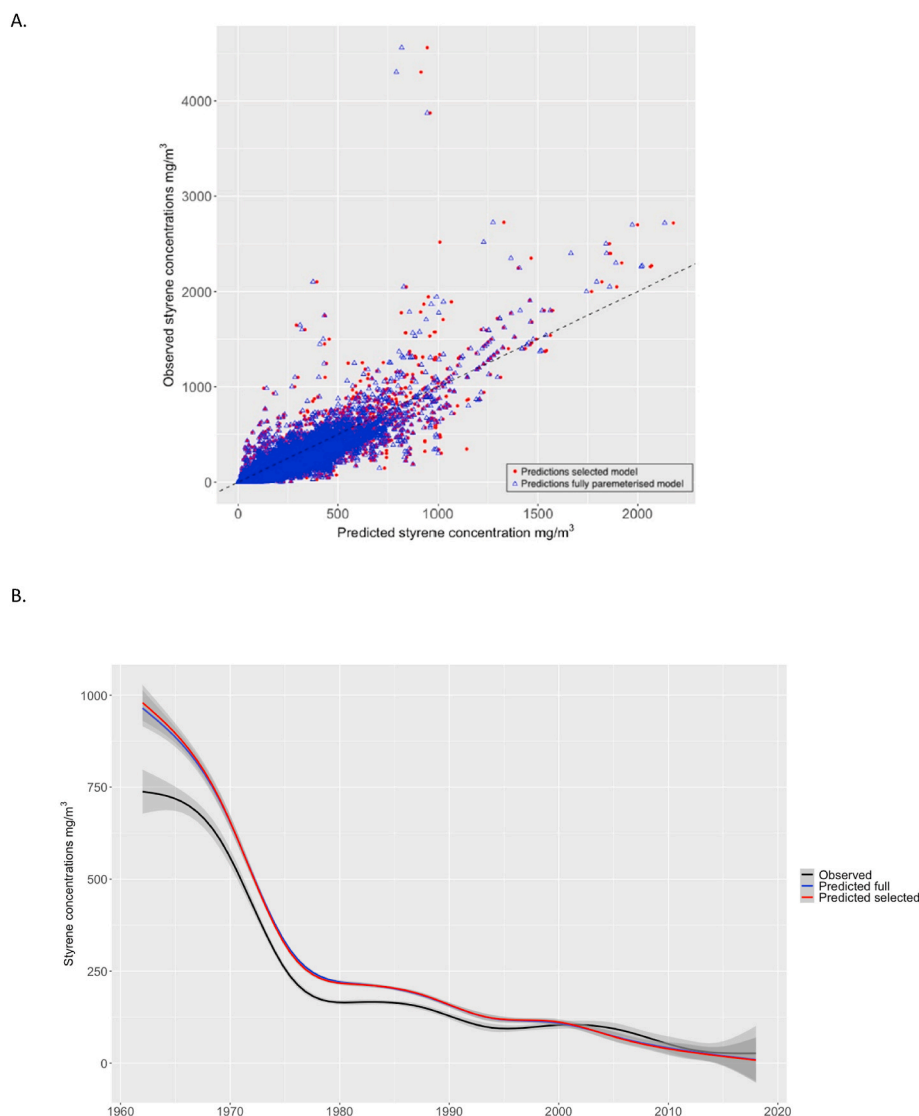 A.
4000
3000
2000
1000
0
Observed styrene concentrations mg/m³
Predictions selected model
Predictions fully paremeterised model
0 500 1000 1500 2000
Predicted styrene concentration mg/m³
B.
1000
750
500
250
0
Styrene concentrations mg/m³
Observed
Predicted full
Predicted selected
1960 1970 1980 1990 2000 2010 2020